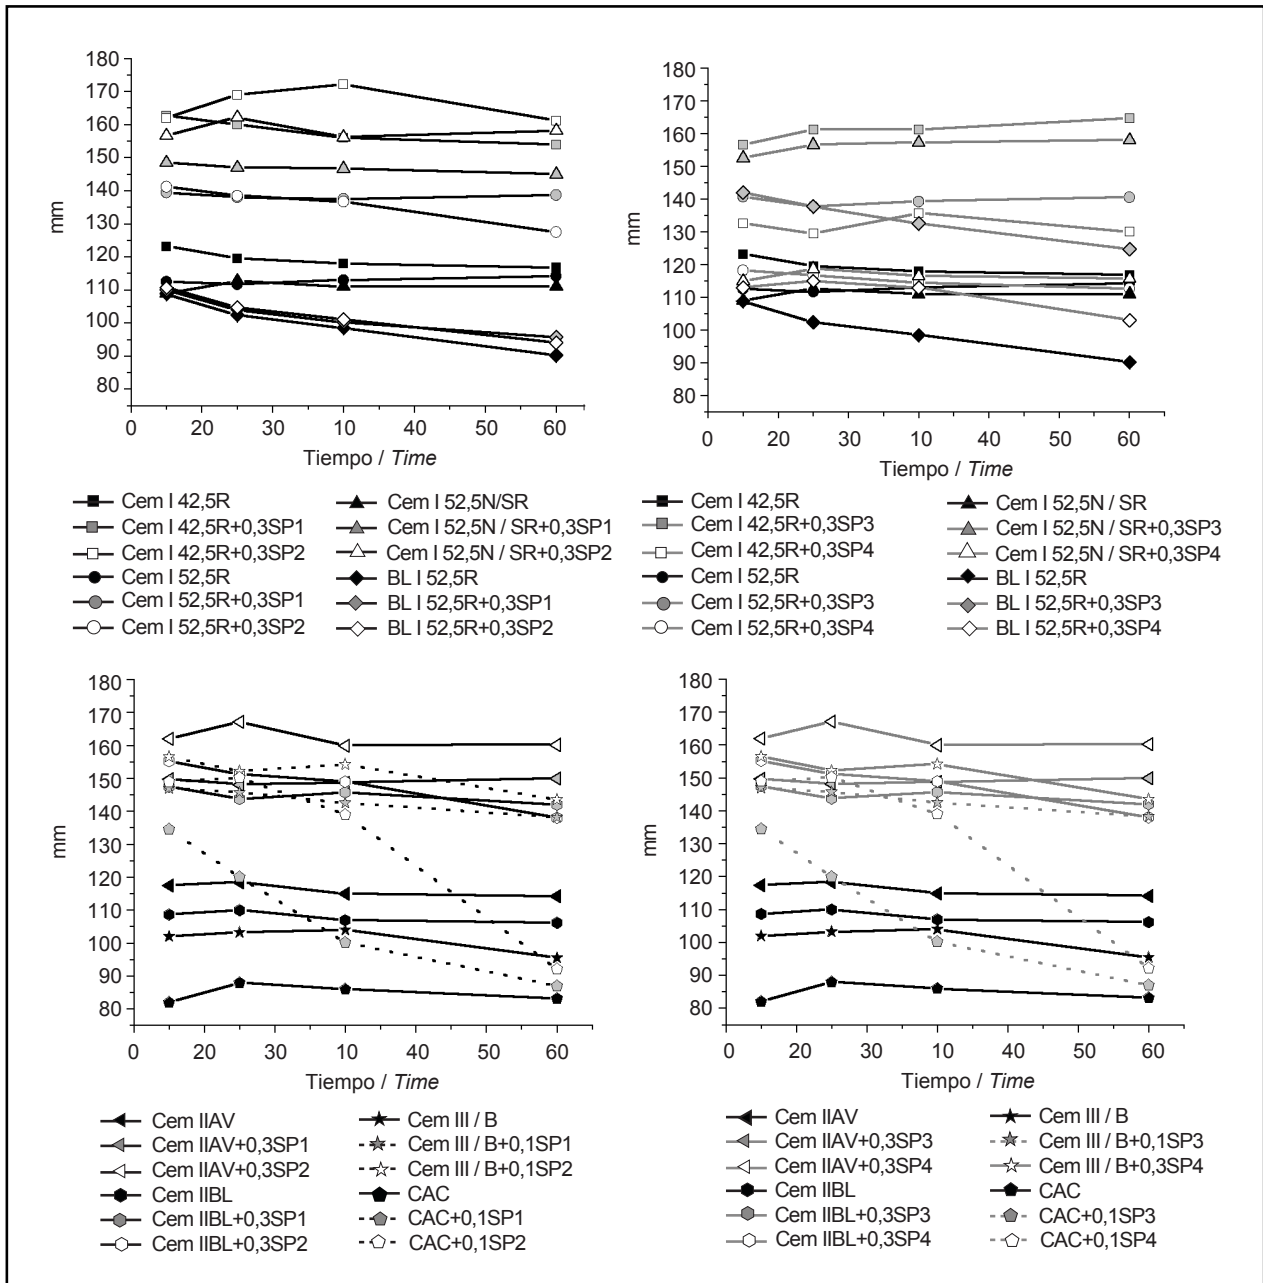 180
170
160
150
140
130
120
110
100
90
80
mm
0 20 30 10 40 50 60
Tiempo / Time
Cem I 42,5R
Cem I 42,5R+0,3SP1
Cem I 42,5R+0,3SP2
Cem I 52,5R
Cem I 52,5R+0,3SP1
Cem I 52,5R+0,3SP2
Cem I 52,5N/SR
Cem I 52,5N / SR+0,3SP1
Cem I 52,5N / SR+0,3SP2
BL I 52,5R
BL I 52,5R+0,3SP1
BL I 52,5R+0,3SP2
180
170
160
150
140
130
120
110
100
90
80
mm
0 20 30 10 40 50 60
Tiempo / Time
Cem I 42,5R
Cem I 42,5R+0,3SP3
Cem I 42,5R+0,3SP4
Cem I 52,5R
Cem I 52,5R+0,3SP3
Cem I 52,5R+0,3SP4
Cem I 52,5N / SR
Cem I 52,5N / SR+0,3SP3
Cem I 52,5N / SR+0,3SP4
BL I 52,5R
BL I 52,5R+0,3SP3
BL I 52,5R+0,3SP4
180
170
160
150
140
130
120
110
100
90
80
mm
0 20 30 10 40 50 60
Tiempo / Time
Cem IIAV
Cem IIAV+0,3SP1
Cem IIAV+0,3SP2
Cem IIBL
Cem IIBL+0,3SP1
Cem IIBL+0,3SP2
Cem III / B
Cem III / B+0,1SP1
Cem III / B+0,1SP2
CAC
CAC+0,1SP1
CAC+0,1SP2
180
170
160
150
140
130
120
110
100
90
80
mm
0 20 30 10 40 50 60
Tiempo / Time
Cem IIAV
Cem IIAV+0,3SP3
Cem IIAV+0,3SP4
Cem IIBL
Cem IIBL+0,3SP3
Cem IIBL+0,3SP4
Cem III / B
Cem III / B+0,1SP3
Cem III / B+0,3SP4
CAC
CAC+0,1SP3
CAC+0,1SP4